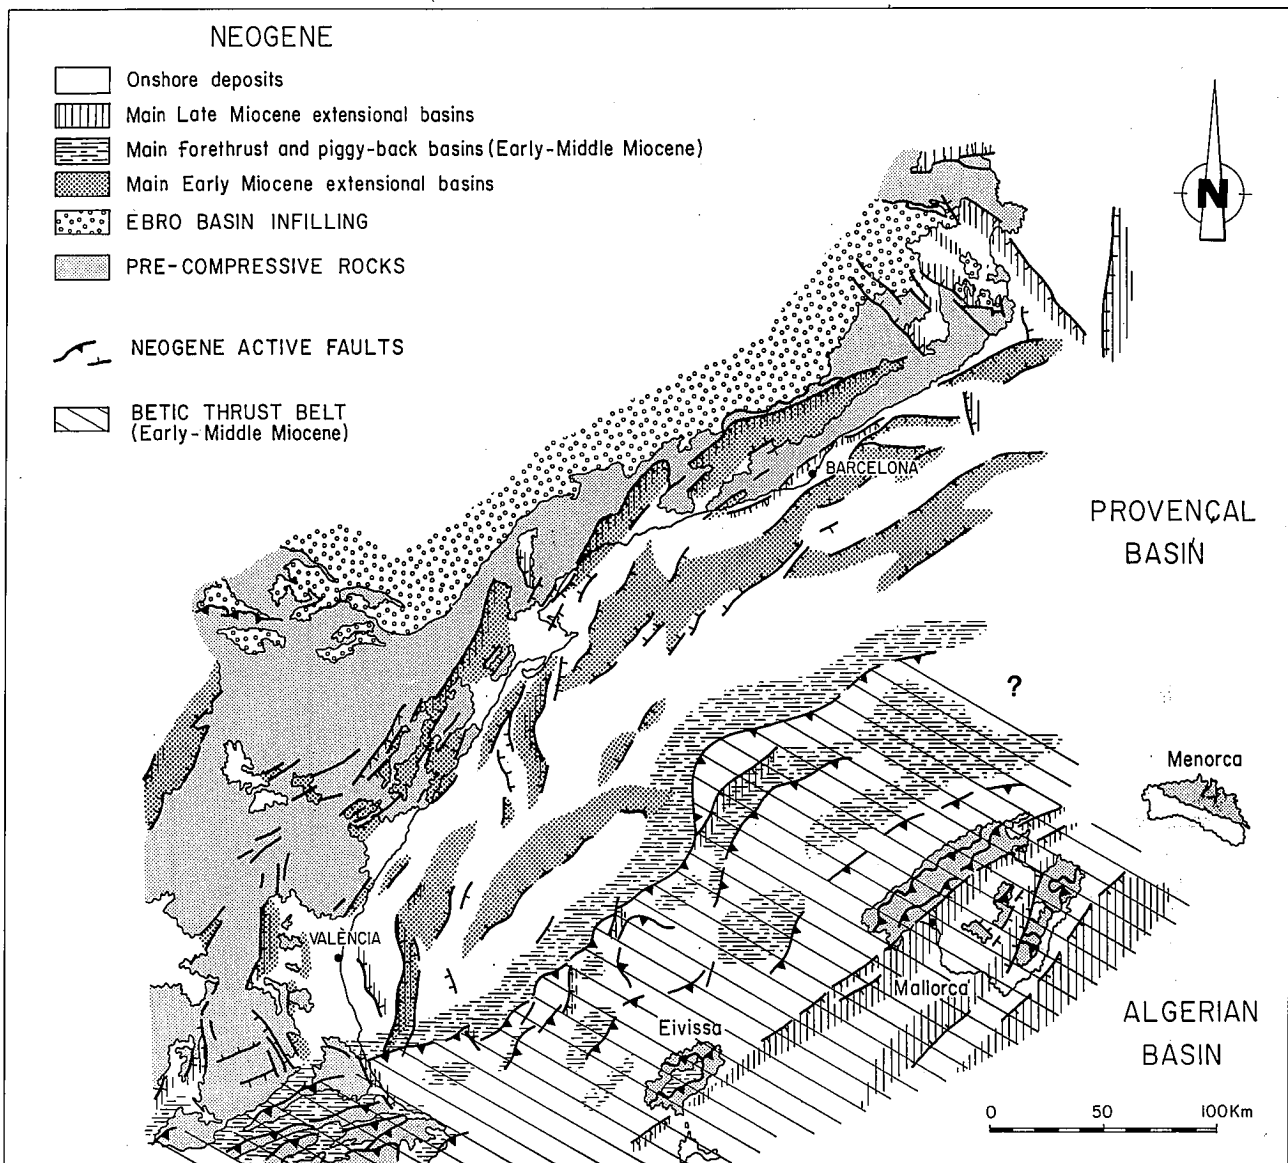 NEOGENE
Onshore deposits
Main Late Miocene extensional basins
Main Forethrust and piggy-back basins (Early-Middle Miocene)
Main Early Miocene extensional basins
EBRO BASIN INFILLING
PRE-COMPRESSIVE ROCKS
NEOGENE ACTIVE FAULTS
BETIC THRUST BELT
(Early-Middle Miocene)
N
BARCELONA
PROVENÇAL
BASIN
?
Menorca
VALÈNCIA
Mallorca
Eivissa
ALGERIAN
BASIN
0 50 100Km